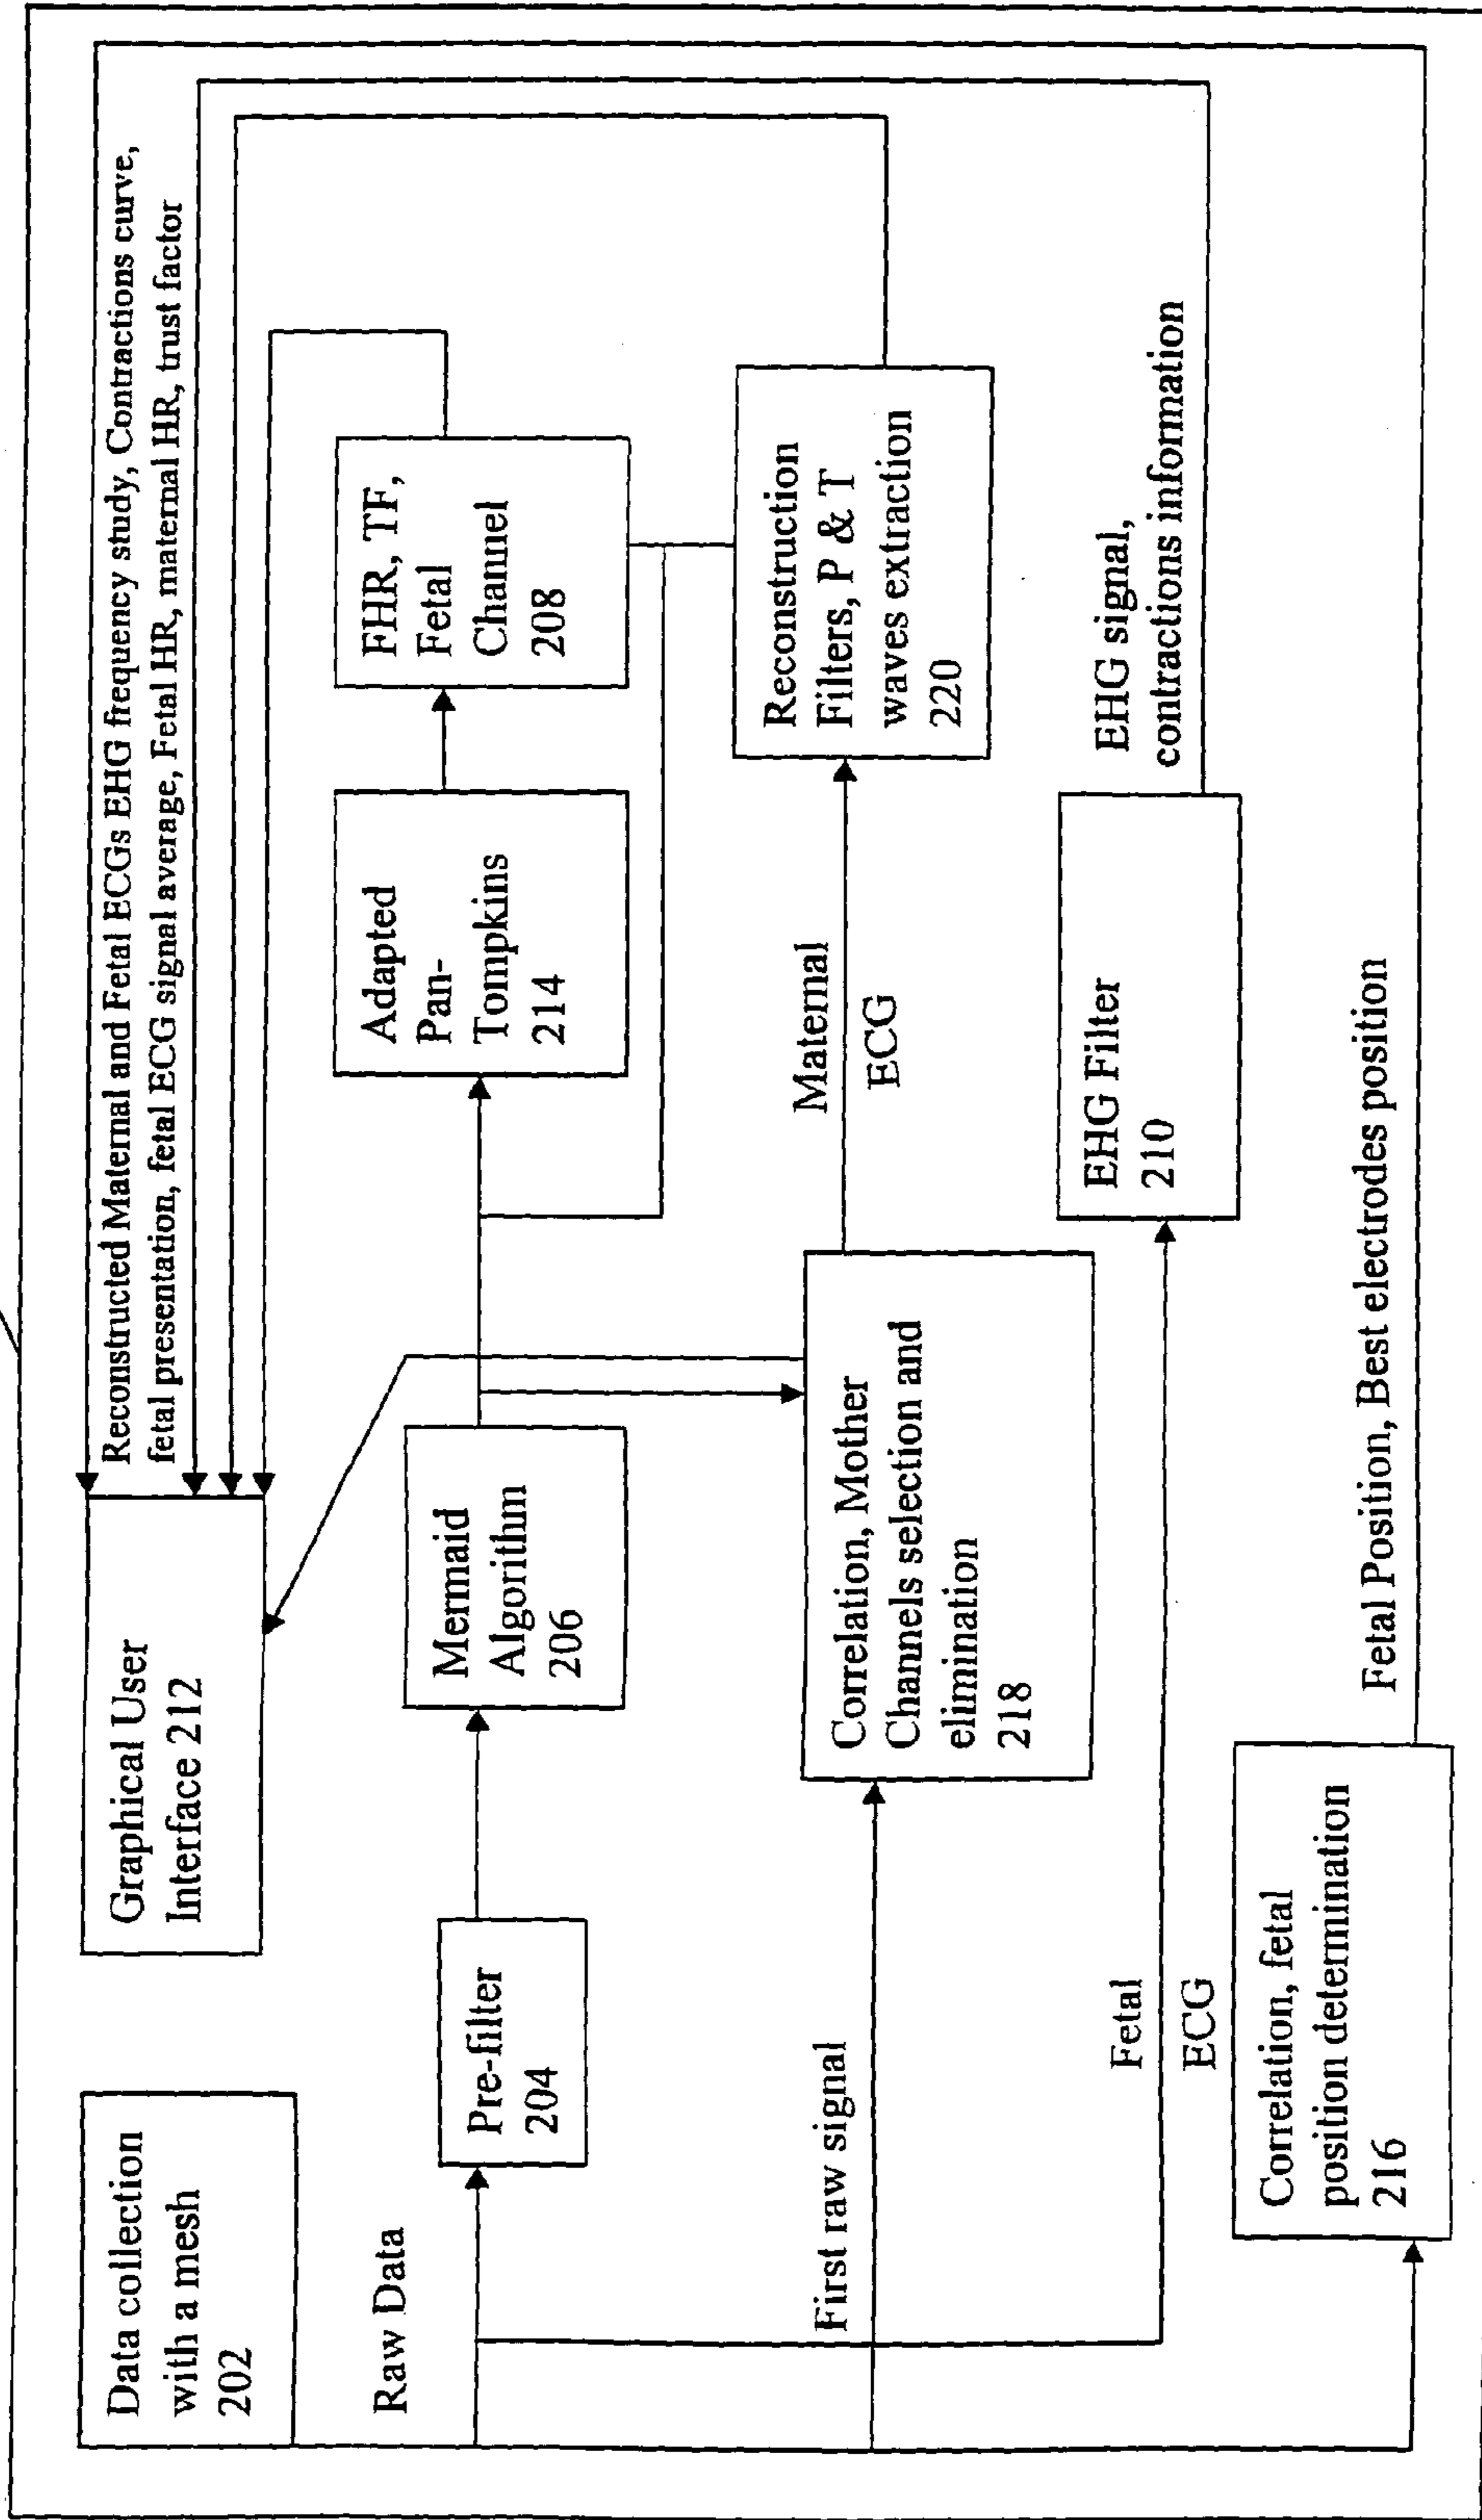 Data collection
with a mesh
202
Graphical User
Interface 212
Reconstructed Maternal and Fetal ECGs EHG frequency study, Contractions curve,
fetal presentation, fetal ECG signal average, Fetal HR, maternal HR, trust factor
Raw Data
Pre-filter
204
Mermaid
Algorithm
206
Adapted
Pan-
Tompkins
214
FHR, TF,
Fetal
Channel
208
First raw signal
Correlation, Mother
Channels selection and
elimination
218
Maternal
ECG
Reconstruction
Filters, P & T
waves extraction
220
Fetal
ECG
EHG Filter
210
EHG signal,
contractions information
Correlation, fetal
position determination
216
Fetal Position, Best electrodes position